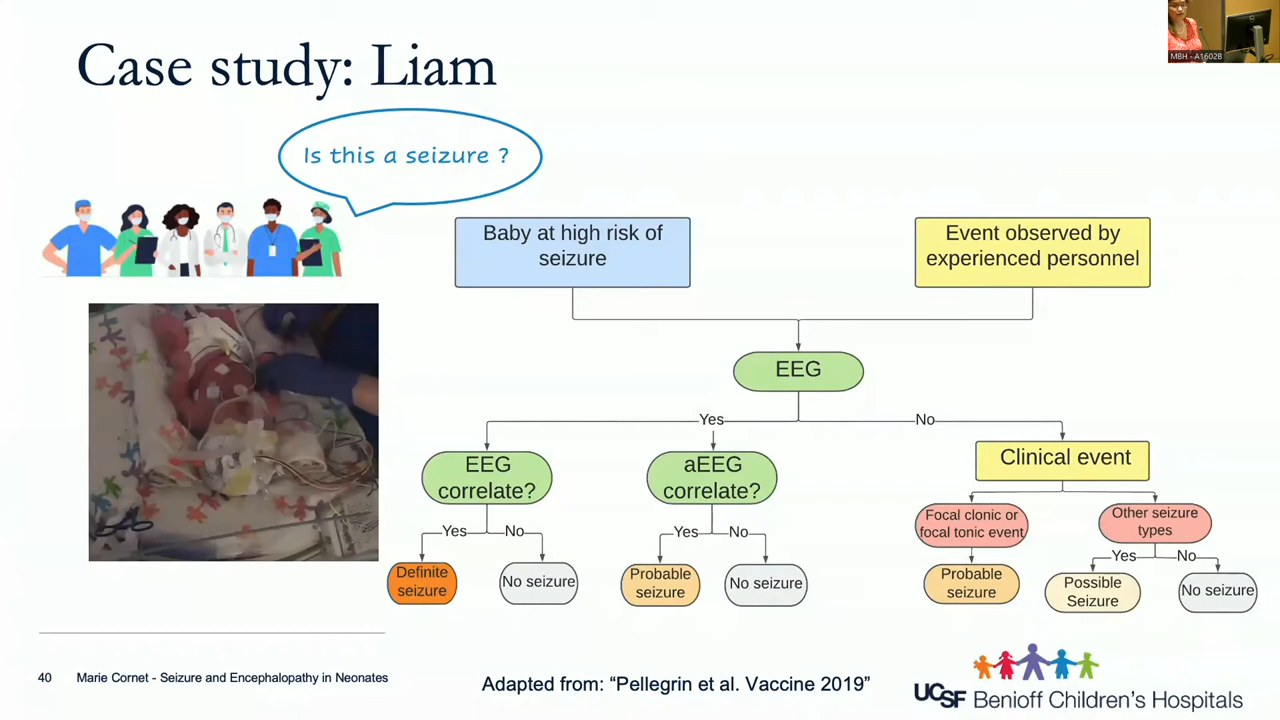 MBH - A1602B
Case study: Liam
Is this a seizure ?
Baby at high risk of
seizure
Event observed by
experienced personnel
EEG
Yes
No
EEG
correlate?
aEEG
correlate?
Clinical event
Yes
No
Yes
No
Focal clonic or
focal tonic event
Other seizure
types
Yes
No
Definite
seizure
No seizure
Probable
seizure
No seizure
Probable
seizure
Possible
Seizure
No seizure
40 Marie Cornet - Seizure and Encephalopathy in Neonates
Adapted from: “Pellegrin et al. Vaccine 2019”
UCSF Benioff Children’s Hospitals